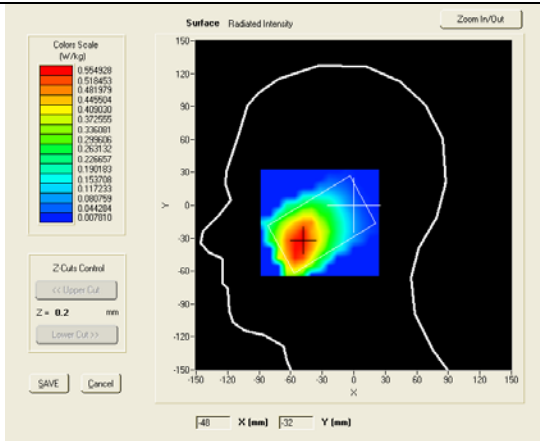 Surface Radiated Intensity
Zoom In/Out
Colors Scale
(W/kg)
0.554928
0.518453
0.481979
0.445504
0.409030
0.372555
0.336081
0.299606
0.263132
0.226657
0.190183
0.153708
0.117233
0.080759
0.044284
0.007810
Z-Cuts Control
<< Upper Cut
Z = 0.2 mm
Lower Cut >>
SAVE Cancel
150
120
90
60
30
0
-30
-60
-90
-120
-150
Y
-150 -120 -90 -60 -30 0 30 60 90 120 150
X
-48 X (mm) -32 Y (mm)